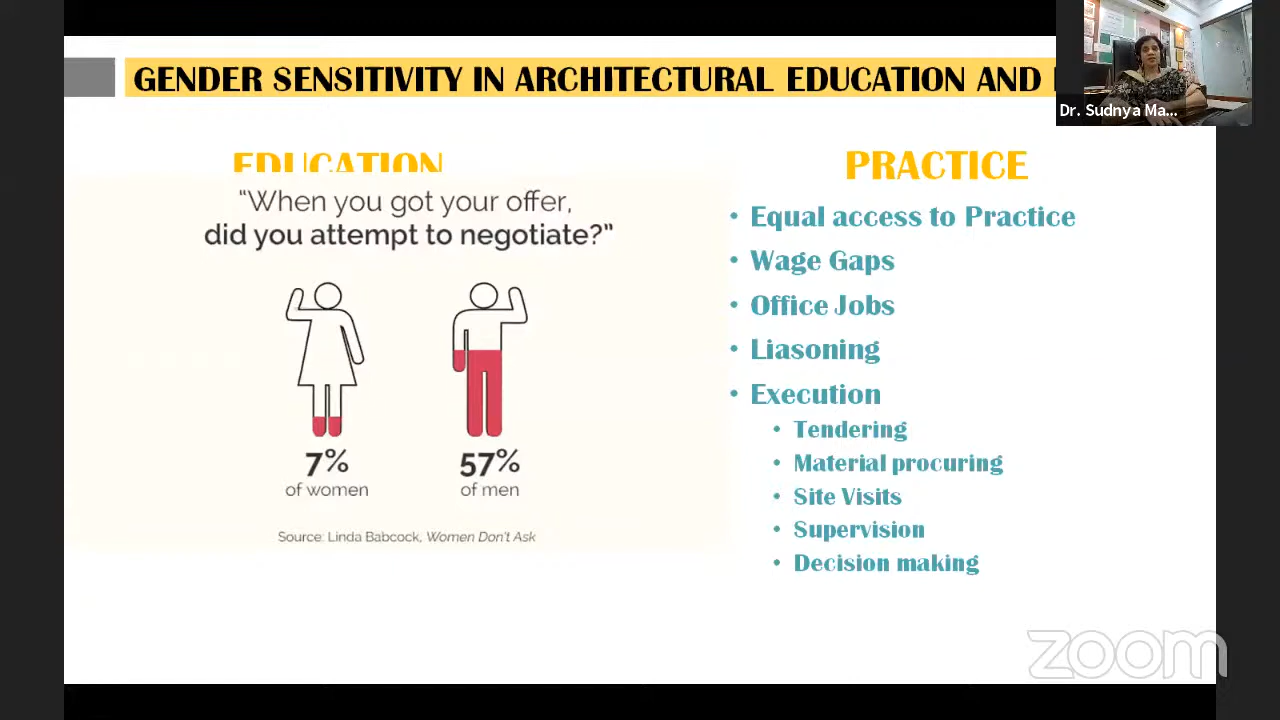 GENDER SENSITIVITY IN ARCHITECTURAL EDUCATION AND
Dr. Sudnya Ma...
EDUCATION
“When you got your offer,
did you attempt to negotiate?”
7%
of women
57%
of men
Source: Linda Babcock, Women Don't Ask
PRACTICE
• Equal access to Practice
• Wage Gaps
• Office Jobs
• Liasoning
• Execution
• Tendering
• Material procuring
• Site Visits
• Supervision
• Decision making
zoom